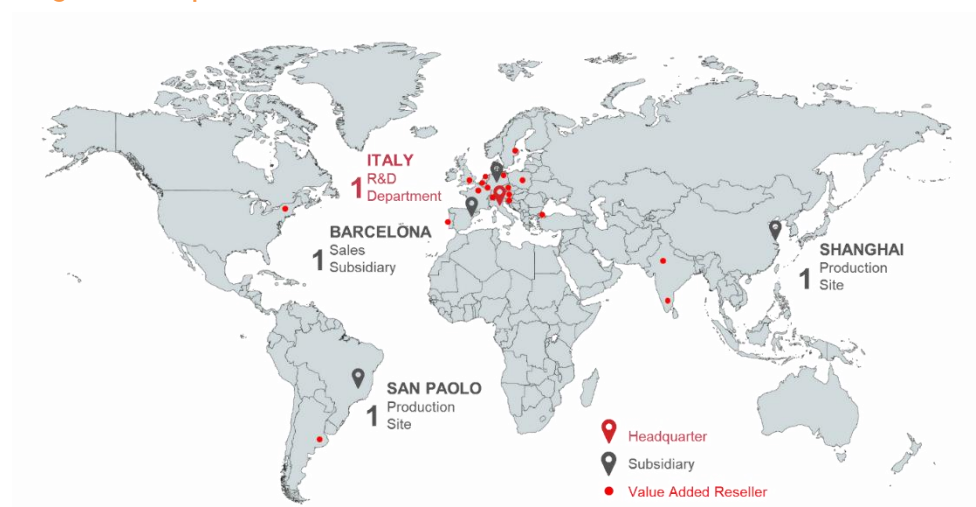 ITALY
1 R&D
Department
BARCELÖNA
1 Sales
Subsidiary
SHANGHAI
1 Production
Site
SAN PAOLO
1 Production
Site
Headquarter
Subsidiary
Value Added Reseller